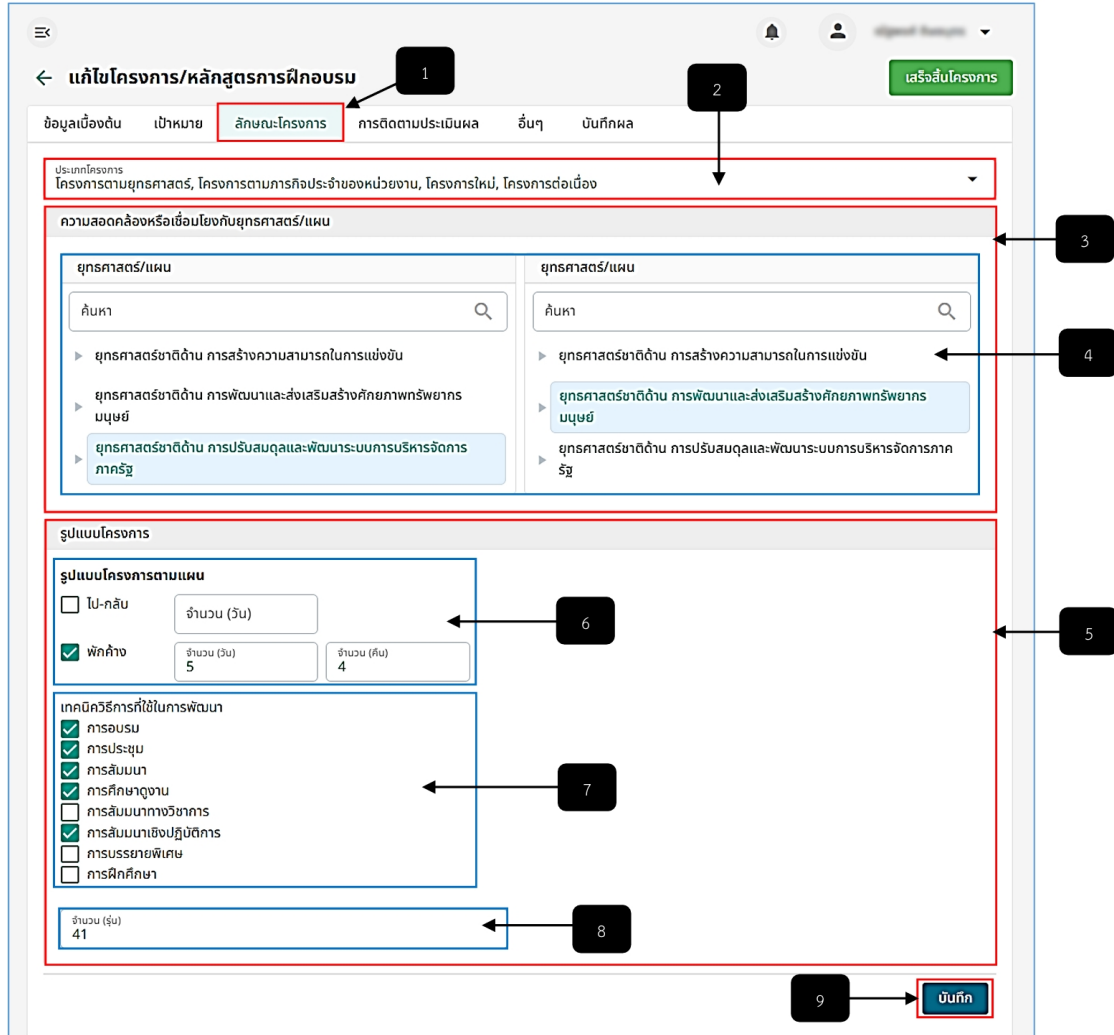 แก้ไขโครงการ/หลักสูตรการฝึกอบรม
1
เสร็จสิ้นโครงการ
2
ข้อมูลเบื้องต้น เป้าหมาย ลักษณะโครงการ การติดตามประเมินผล อื่นๆ บันทึกผล
ประเภทโครงการ
โครงการตามยุทธศาสตร์, โครงการตามภารกิจประจำของหน่วยงาน, โครงการใหม่, โครงการต่อเนื่อง
ความสอดคล้องหรือเชื่อมโยงกับยุทธศาสตร์/แผน
3
ยุทธศาสตร์/แผน ยุทธศาสตร์/แผน
ค้นหา ค้นหา
ยุทธศาสตร์ชาติด้าน การสร้างความสามารถในการแข่งขัน ยุทธศาสตร์ชาติด้าน การสร้างความสามารถในการแข่งขัน
4
ยุทธศาสตร์ชาติด้าน การพัฒนาและส่งเสริมสร้างศักยภาพทรัพยากร ยุทธศาสตร์ชาติด้าน การพัฒนาและส่งเสริมสร้างศักยภาพทรัพยากร
มนุษย์ มนุษย์
ยุทธศาสตร์ชาติด้าน การปรับสมดุลและพัฒนาระบบการบริหารจัดการ ยุทธศาสตร์ชาติด้าน การปรับสมดุลและพัฒนาระบบการบริหารจัดการภาค
ภาครัฐ รัฐ
รูปแบบโครงการ
รูปแบบโครงการตามแผน
ไป-กลับ จำนวน (วัน)
6
5
พักค้าง จำนวน (วัน) จำนวน (คืน)
5 4
เทคนิควิธีการที่ใช้ในการพัฒนา
การอบรม
การประชุม
การสัมมนา
การศึกษาดูงาน
7
การสัมมนาทางวิชาการ
การสัมมนาเชิงปฏิบัติการ
การบรรยายพิเศษ
การฝึกศึกษา
จำนวน (รุ่น)
41
8
9
บันทึก